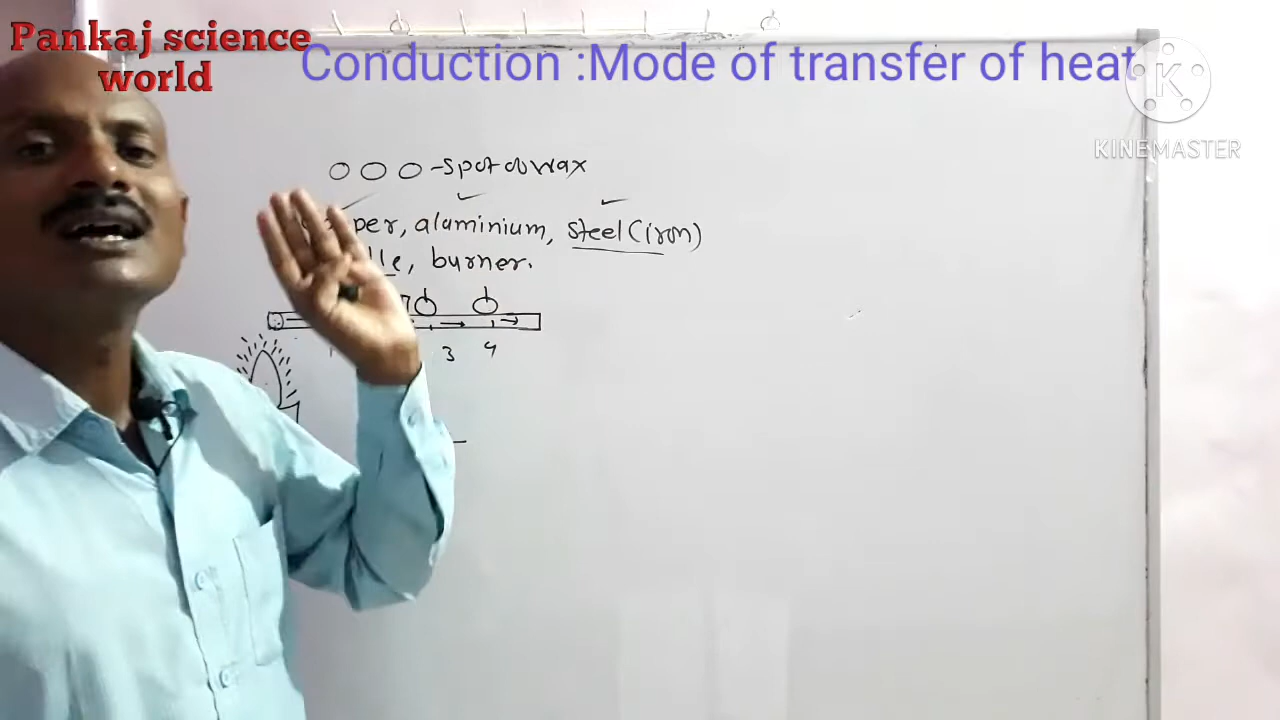 Pankaj science
world
Conduction :Mode of transfer of heat
K
KINEMASTER
-Spot of wax
per, aluminium, steel (iron)
lle, burner.
1 3 4